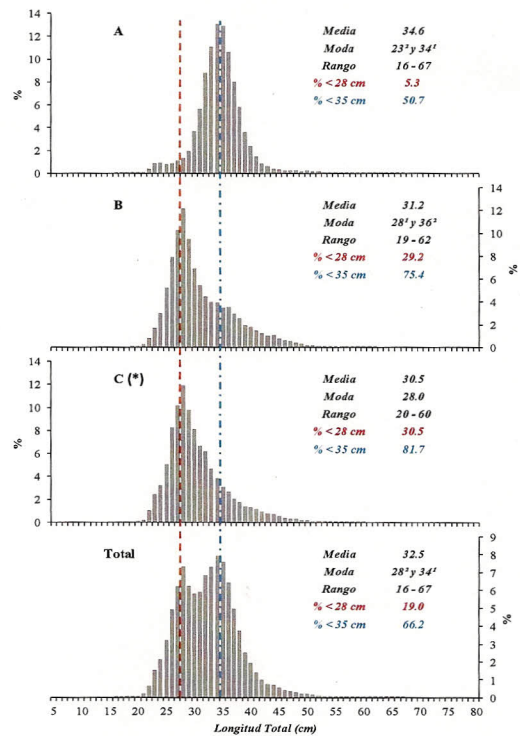 A
14
12
10
8
6
4
2
0
%
Media 34.6
Moda 23² y 34¹
Rango 16 - 67
% < 28 cm 5.3
% < 35 cm 50.7
B
Media 31.2
Moda 28¹ y 36²
Rango 19 - 62
% < 28 cm 29.2
% < 35 cm 75.4
14
12
10
8
6
4
2
0
%
C (*)
14
12
10
8
6
4
2
0
%
Media 30.5
Moda 28.0
Rango 20 - 60
% < 28 cm 30.5
% < 35 cm 81.7
Total
Media 32.5
Moda 28² y 34¹
Rango 16 - 67
% < 28 cm 19.0
% < 35 cm 66.2
9
8
7
6
5
4
3
2
1
0
%
5 10 15 20 25 30 35 40 45 50 55 60 65 70 75 80
Longitud Total (cm)